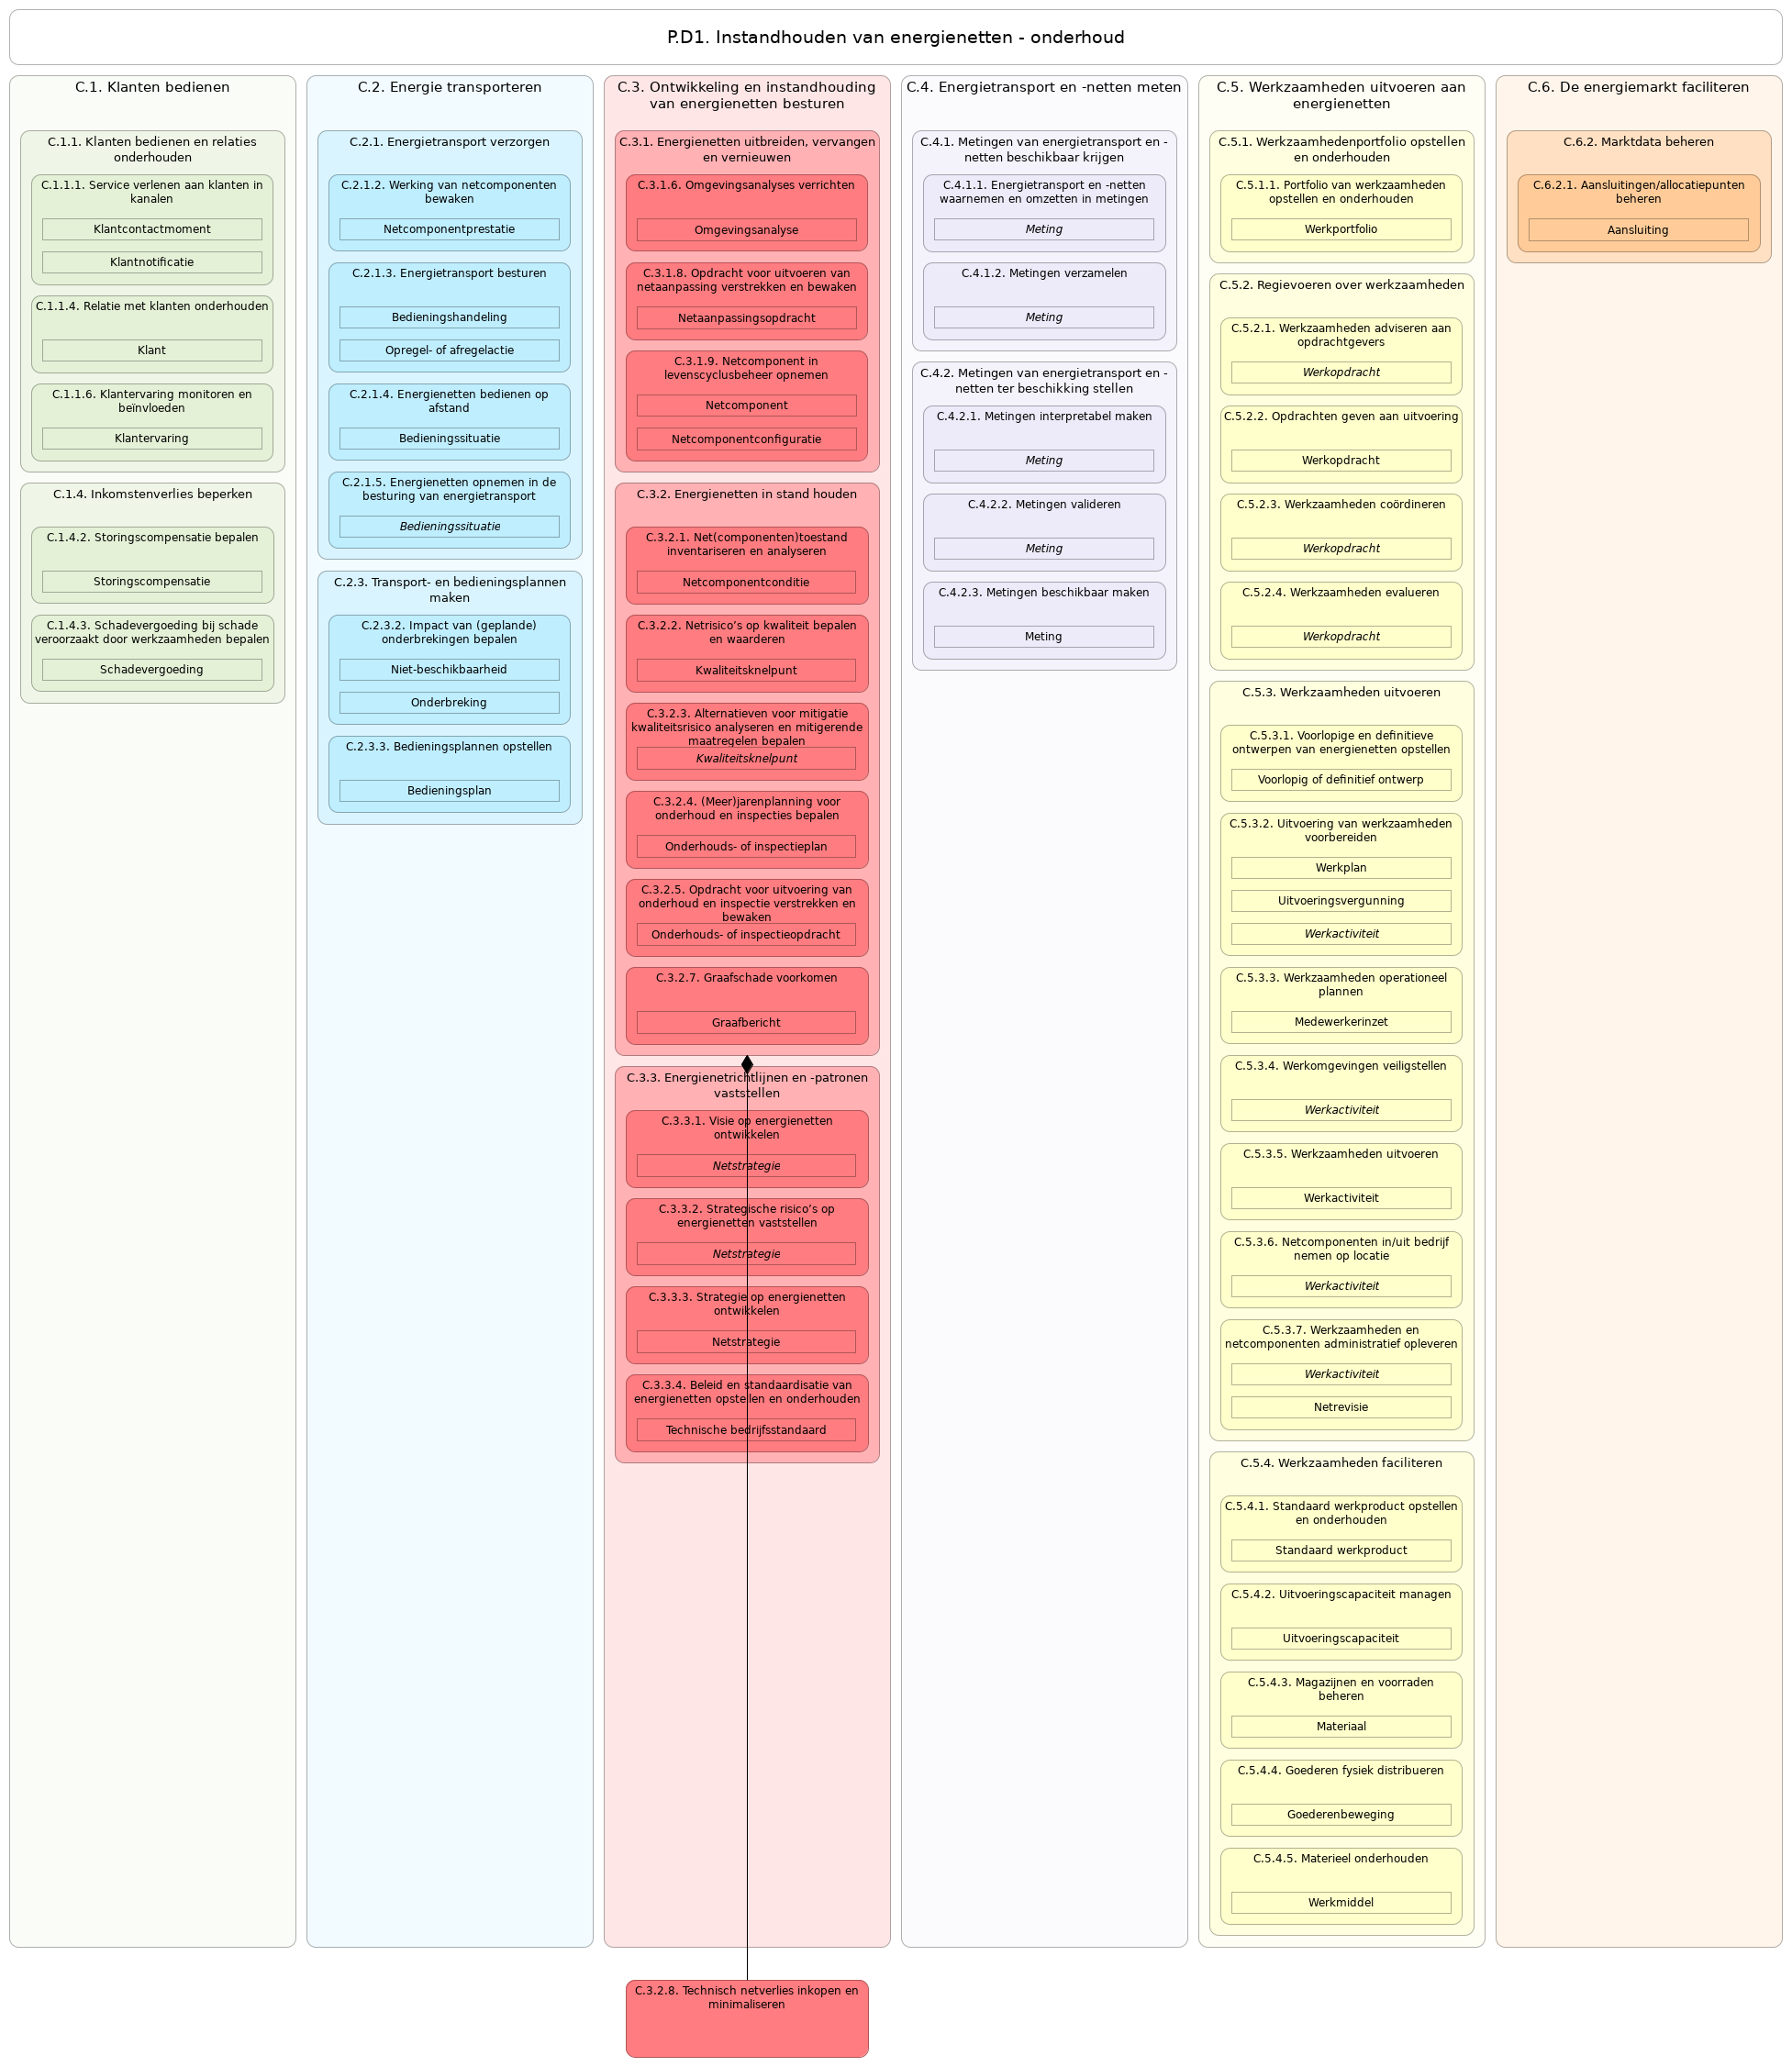 P.D1. Instandhouden van energienetten - onderhoud
C.1. Klanten bedienen
C.1.1. Klanten bedienen en relaties
onderhouden
C.1.1.1. Service verlenen aan klanten in
kanalen
Klantcontactmoment
Klantnotificatie
C.1.1.4. Relatie met klanten onderhouden
Klant
C.1.1.6. Klantervaring monitoren en
beïnvloeden
Klantervaring
C.1.4. Inkomstenverlies beperken
C.1.4.2. Storingscompensatie bepalen
Storingscompensatie
C.1.4.3. Schadevergoeding bij schade
veroorzaakt door werkzaamheden bepalen
Schadevergoeding
C.2. Energie transporteren
C.2.1. Energietransport verzorgen
C.2.1.2. Werking van netcomponenten
bewaken
Netcomponentprestatie
C.2.1.3. Energietransport besturen
Bedieningshandeling
Opregel- of afregelactie
C.2.1.4. Energienetten bedienen op
afstand
Bedieningssituatie
C.2.1.5. Energienetten opnemen in de
besturing van energietransport
Bedieningssituatie
C.2.3. Transport- en bedieningsplannen
maken
C.2.3.2. Impact van (geplande)
onderbrekingen bepalen
Niet-beschikbaarheid
Onderbreking
C.2.3.3. Bedieningsplannen opstellen
Bedieningsplan
C.3. Ontwikkeling en instandhouding
van energienetten besturen
C.3.1. Energienetten uitbreiden, vervangen
en vernieuwen
C.3.1.6. Omgevingsanalyses verrichten
Omgevingsanalyse
C.3.1.8. Opdracht voor uitvoeren van
netaanpassing verstrekken en bewaken
Netaanpassingsopdracht
C.3.1.9. Netcomponent in
levenscyclusbeheer opnemen
Netcomponent
Netcomponentconfiguratie
C.3.2. Energienetten in stand houden
C.3.2.1. Net(componenten)toestand
inventariseren en analyseren
Netcomponentconditie
C.3.2.2. Netrisico’s op kwaliteit bepalen
en waarderen
Kwaliteitsknelpunt
C.3.2.3. Alternatieven voor mitigatie
kwaliteitsrisico analyseren en mitigerende
maatregelen bepalen
Kwaliteitsknelpunt
C.3.2.4. (Meer)jarenplanning voor
onderhoud en inspecties bepalen
Onderhouds- of inspectieplan
C.3.2.5. Opdracht voor uitvoering van
onderhoud en inspectie verstrekken en
bewaken
Onderhouds- of inspectieopdracht
C.3.2.7. Graafschade voorkomen
Graafbericht
C.3.3. Energienetrichtlijnen en -patronen
vaststellen
C.3.3.1. Visie op energienetten
ontwikkelen
Netstrategie
C.3.3.2. Strategische risico’s op
energienetten vaststellen
Netstrategie
C.3.3.3. Strategie op energienetten
ontwikkelen
Netstrategie
C.3.3.4. Beleid en standaardisatie van
energienetten opstellen en onderhouden
Technische bedrijfsstandaard
C.3.2.8. Technisch netverlies inkopen en
minimaliseren
C.4. Energietransport en -netten meten
C.4.1. Metingen van energietransport en -
netten beschikbaar krijgen
C.4.1.1. Energietransport en -netten
waarnemen en omzetten in metingen
Meting
C.4.1.2. Metingen verzamelen
Meting
C.4.2. Metingen van energietransport en -
netten ter beschikking stellen
C.4.2.1. Metingen interpretabel maken
Meting
C.4.2.2. Metingen valideren
Meting
C.4.2.3. Metingen beschikbaar maken
Meting
C.5. Werkzaamheden uitvoeren aan
energienetten
C.5.1. Werkzaamhedenportfolio opstellen
en onderhouden
C.5.1.1. Portfolio van werkzaamheden
opstellen en onderhouden
Werkportfolio
C.5.2. Regievoeren over werkzaamheden
C.5.2.1. Werkzaamheden adviseren aan
opdrachtgevers
Werkopdracht
C.5.2.2. Opdrachten geven aan uitvoering
Werkopdracht
C.5.2.3. Werkzaamheden coördineren
Werkopdracht
C.5.2.4. Werkzaamheden evalueren
Werkopdracht
C.5.3. Werkzaamheden uitvoeren
C.5.3.1. Voorlopige en definitieve
ontwerpen van energienetten opstellen
Voorlopig of definitief ontwerp
C.5.3.2. Uitvoering van werkzaamheden
voorbereiden
Werkplan
Uitvoeringsvergunning
Werkactiviteit
C.5.3.3. Werkzaamheden operationeel
plannen
Medewerkerinzet
C.5.3.4. Werkomgevingen veiligstellen
Werkactiviteit
C.5.3.5. Werkzaamheden uitvoeren
Werkactiviteit
C.5.3.6. Netcomponenten in/uit bedrijf
nemen op locatie
Werkactiviteit
C.5.3.7. Werkzaamheden en
netcomponenten administratief opleveren
Werkactiviteit
Netrevisie
C.5.4. Werkzaamheden faciliteren
C.5.4.1. Standaard werkproduct opstellen
en onderhouden
Standaard werkproduct
C.5.4.2. Uitvoeringscapaciteit managen
Uitvoeringscapaciteit
C.5.4.3. Magazijnen en voorraden
beheren
Materiaal
C.5.4.4. Goederen fysiek distribueren
Goederenbeweging
C.5.4.5. Materieel onderhouden
Werkmiddel
C.6. De energiemarkt faciliteren
C.6.2. Marktdata beheren
C.6.2.1. Aansluitingen/allocatiepunten
beheren
Aansluiting